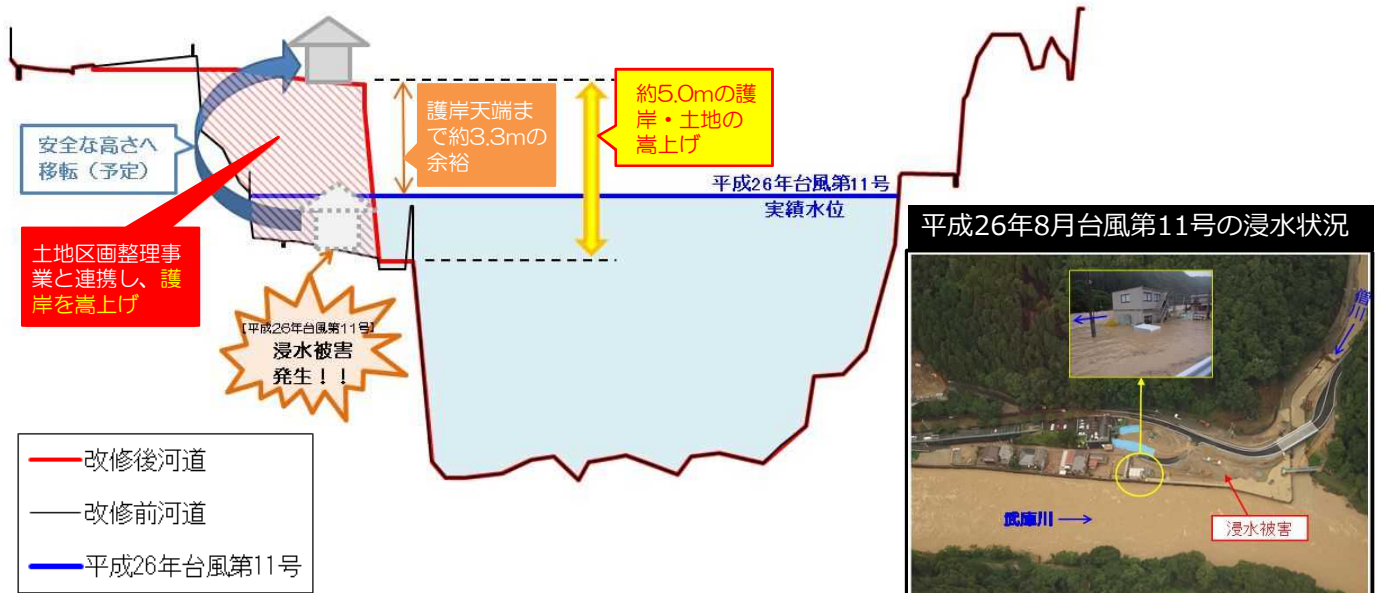 安全な高さへ
移転（予定）
護岸天端ま
で約3.3mの
余裕
約5.0mの護
岸・土地の
嵩上げ
平成26年台風第11号
実績水位
土地区画整理事
業と連携し、護
岸を嵩上げ
[平成26年台風第11号]
浸水被害
発生！！
改修後河道
改修前河道
平成26年台風第11号
平成26年8月台風第11号の浸水状況
僧川
武庫川
浸水被害